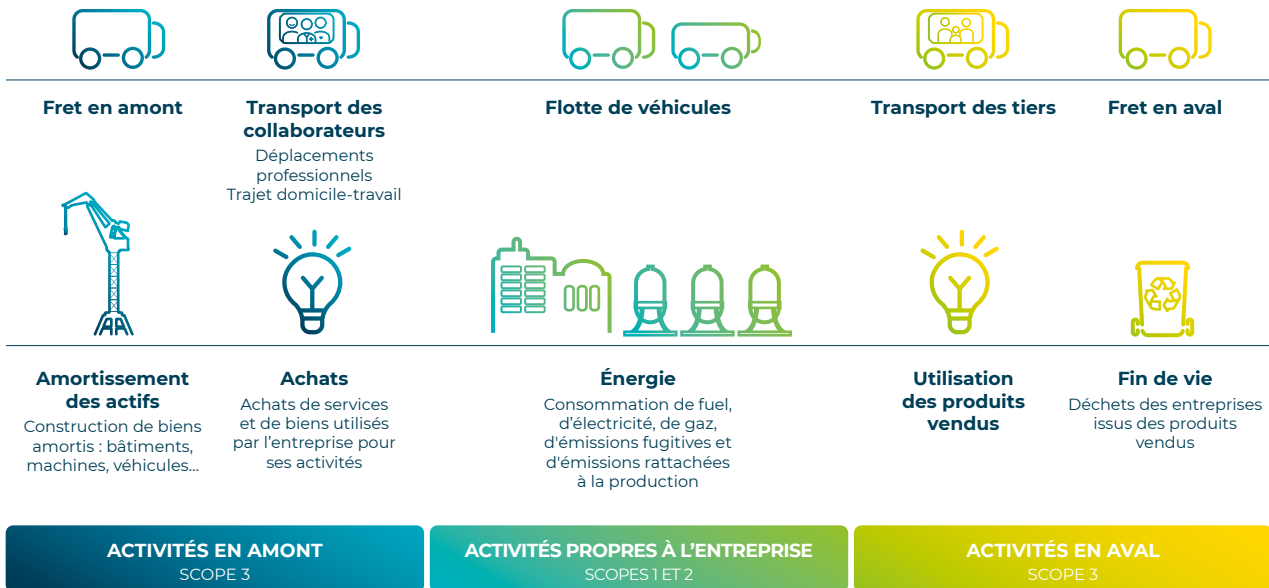 Fret en amont
Transport des
collaborateurs
Déplacements
professionnels
Trajet domicile-travail
Flotte de véhicules
Transport des tiers
Fret en aval
Amortissement
des actifs
Construction de biens
amortis : bâtiments,
machines, véhicules...
Achats
Achats de services
et de biens utilisés
par l'entreprise pour
ses activités
Énergie
Consommation de fuel,
d'électricité, de gaz,
d'émissions fugitives et
d'émissions rattachées
à la production
Utilisation
des produits
vendus
Fin de vie
Déchets des entreprises
issus des produits
vendus
ACTIVITÉS EN AMONT
SCOPE 3
ACTIVITÉS PROPRES À L'ENTREPRISE
SCOPES 1 ET 2
ACTIVITÉS EN AVAL
SCOPE 3